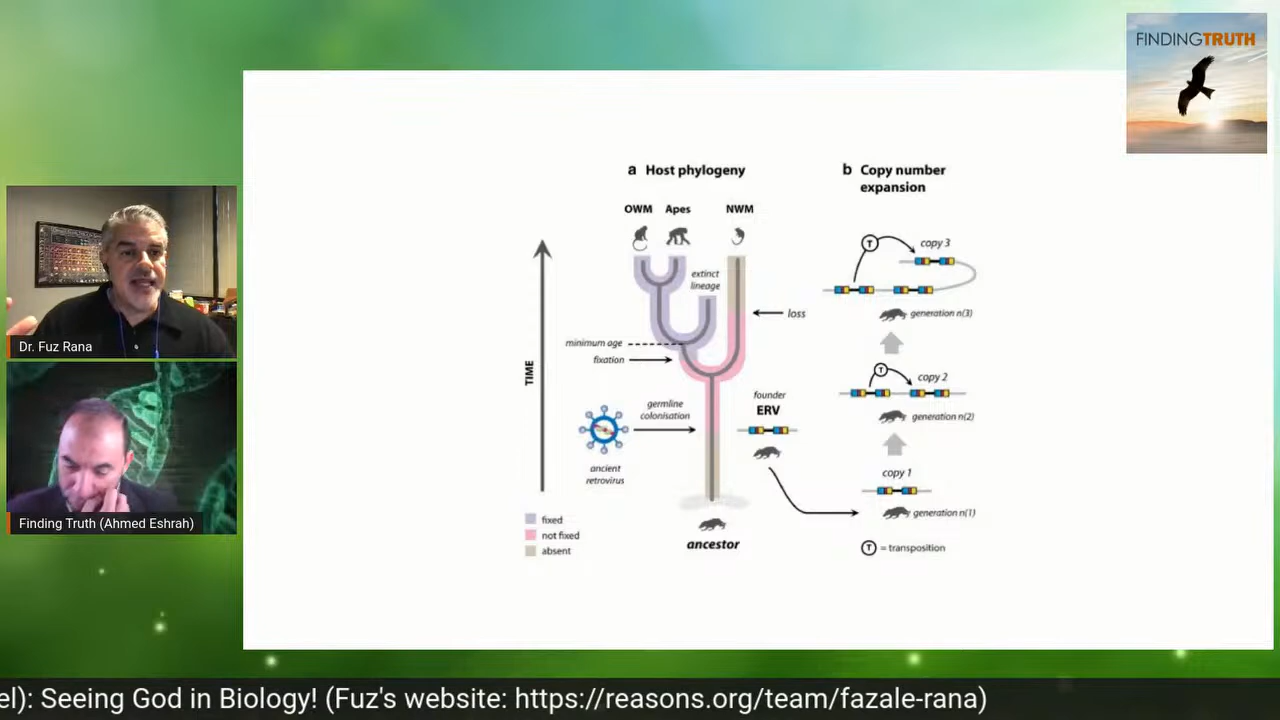 FINDINGTRUTH
a Host phylogeny
b Copy number
expansion
OWM
Apes
NWM
extinct
lineage
loss
minimum age
fixation
TIME
germline
colonisation
ancient
retrovirus
founder
ERV
ancestor
fixed
not fixed
absent
T
copy 3
generation n(3)
T
copy 2
generation n(2)
copy 1
generation n(1)
T = transposition
Dr. Fuz Rana
Finding Truth (Ahmed Eshrah)
el): Seeing God in Biology! (Fuz's website: https://reasons.org/team/fazale-rana)